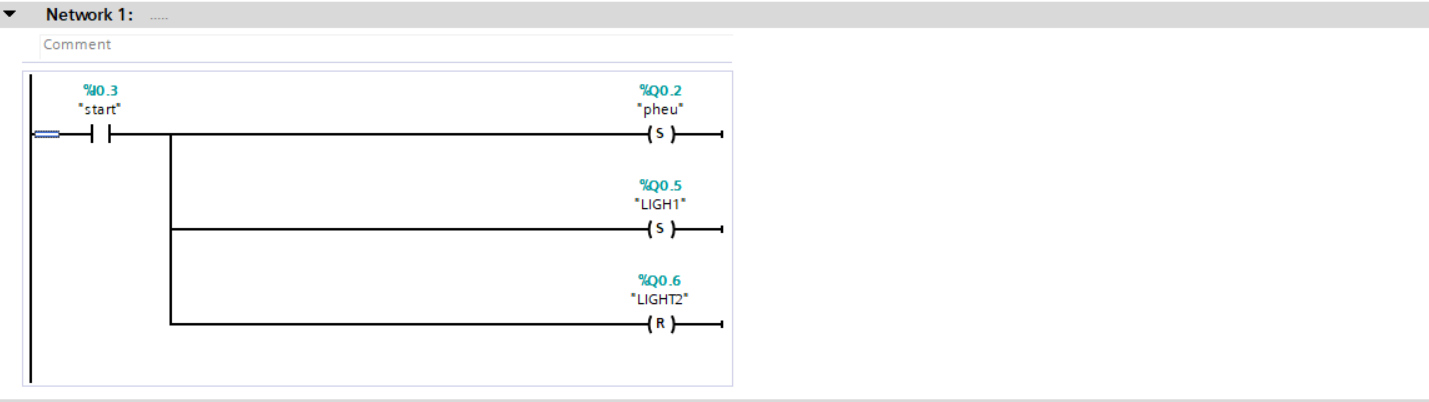 Network 1: .....
Comment
%I0.3
"start"
%Q0.2
"pheu"
( S )
%Q0.5
"LIGH1"
( S )
%Q0.6
"LIGHT2"
( R )